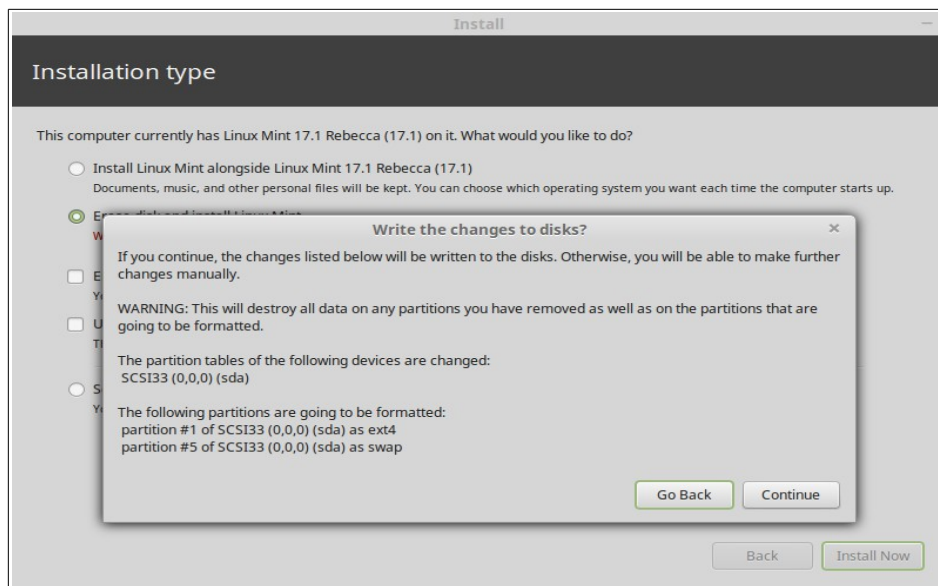 Install
Installation type
This computer currently has Linux Mint 17.1 Rebecca (17.1) on it. What would you like to do?
Install Linux Mint alongside Linux Mint 17.1 Rebecca (17.1)
Documents, music, and other personal files will be kept. You can choose which operating system you want each time the computer starts up.
Write the changes to disks?
If you continue, the changes listed below will be written to the disks. Otherwise, you will be able to make further
changes manually.
WARNING: This will destroy all data on any partitions you have removed as well as on the partitions that are
going to be formatted.
The partition tables of the following devices are changed:
SCSI33 (0,0,0) (sda)
The following partitions are going to be formatted:
partition #1 of SCSI33 (0,0,0) (sda) as ext4
partition #5 of SCSI33 (0,0,0) (sda) as swap
Go Back Continue
Back Install Now